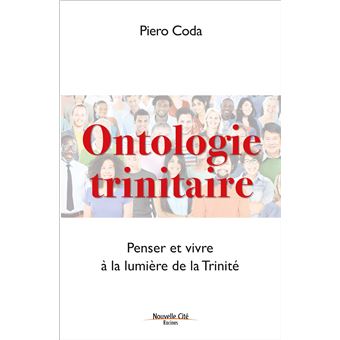 Piero Coda
Ontologie
trinitaire
Penser et vivre
à la lumière de la Trinité
Nouvelle Cité
Racines